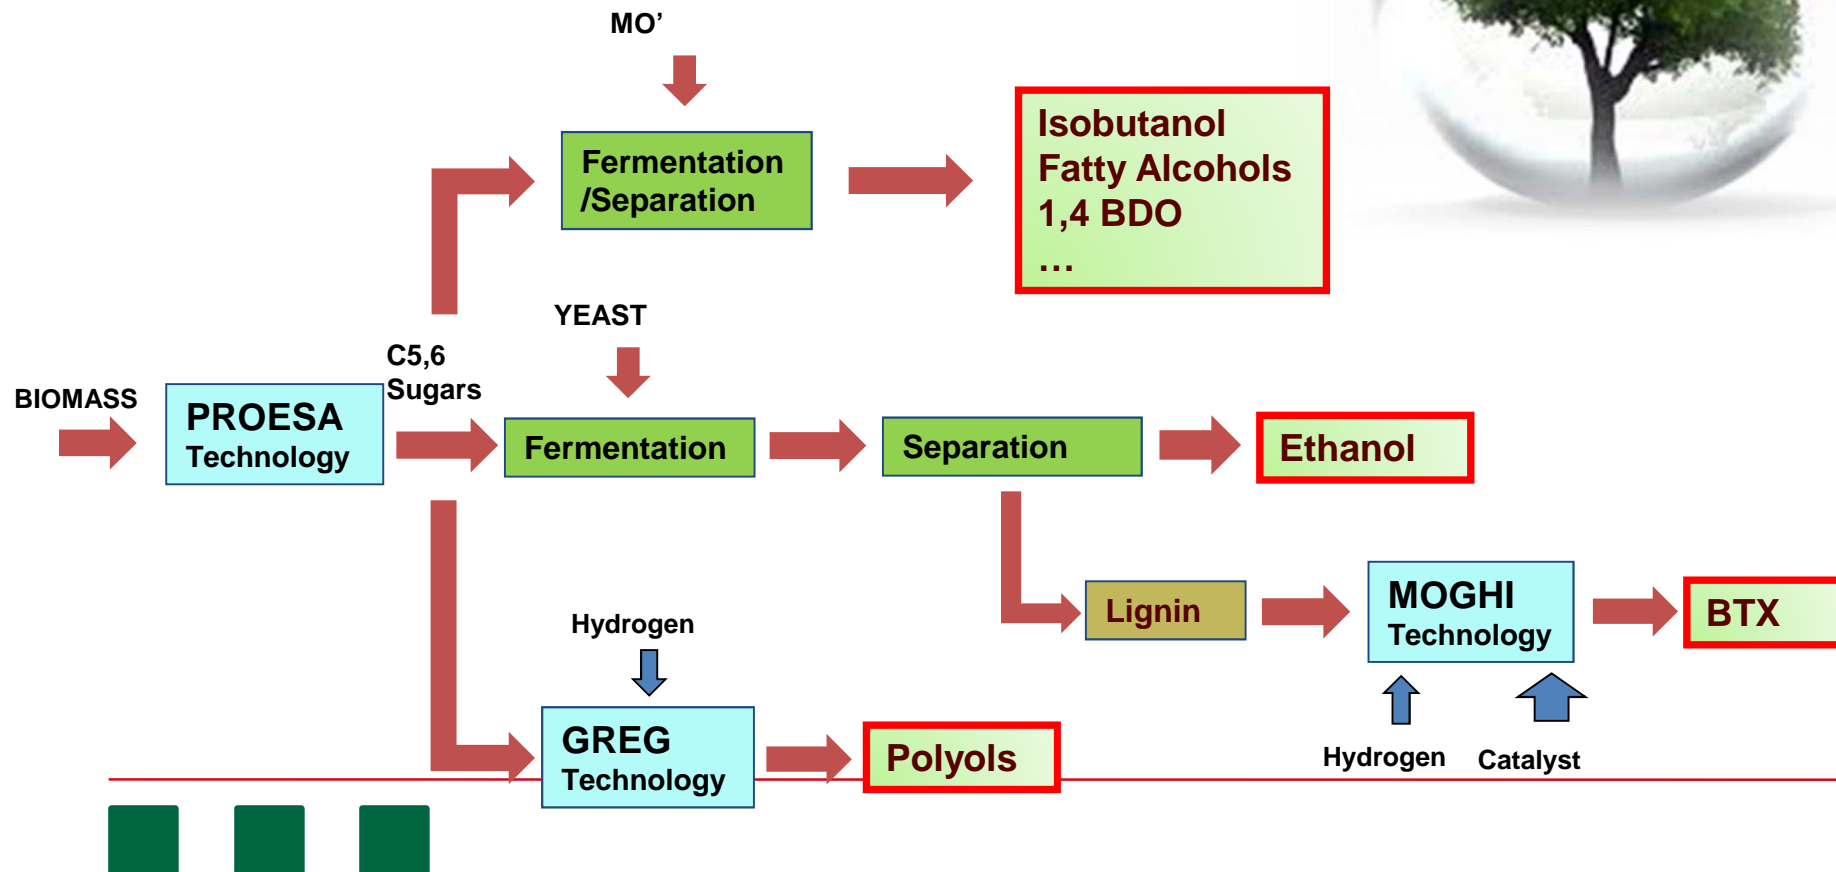 MO’
Fermentation
/Separation
Isobutanol
Fatty Alcohols
1,4 BDO
…
YEAST
C5,6
Sugars
BIOMASS
PROESA
Technology
Fermentation
Separation
Ethanol
Lignin
MOGHI
Technology
BTX
Hydrogen
Catalyst
Hydrogen
GREG
Technology
Polyols